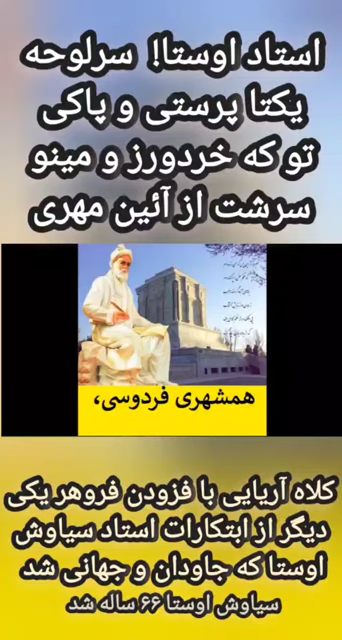 استاد اوستا! سرلوحه
یکتا پرستی و پاکی
تو که خردورز و مینو
سرشت از آئین مهری
همشهری فردوسی،
کلاه آریایی با فزودن فروهر یکی
دیگر از ابتکارات استاد سیاوش
اوستا که جاودان و جهانی شد
سیاوش اوستا ۶۶ ساله شد